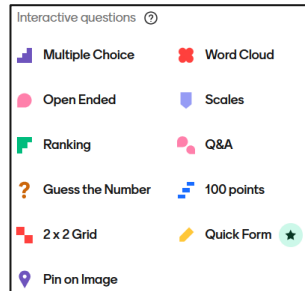 Interactive questions ?
Multiple Choice
Word Cloud
Open Ended
Scales
Ranking
Q&A
Guess the Number
100 points
2 x 2 Grid
Quick Form
Pin on Image